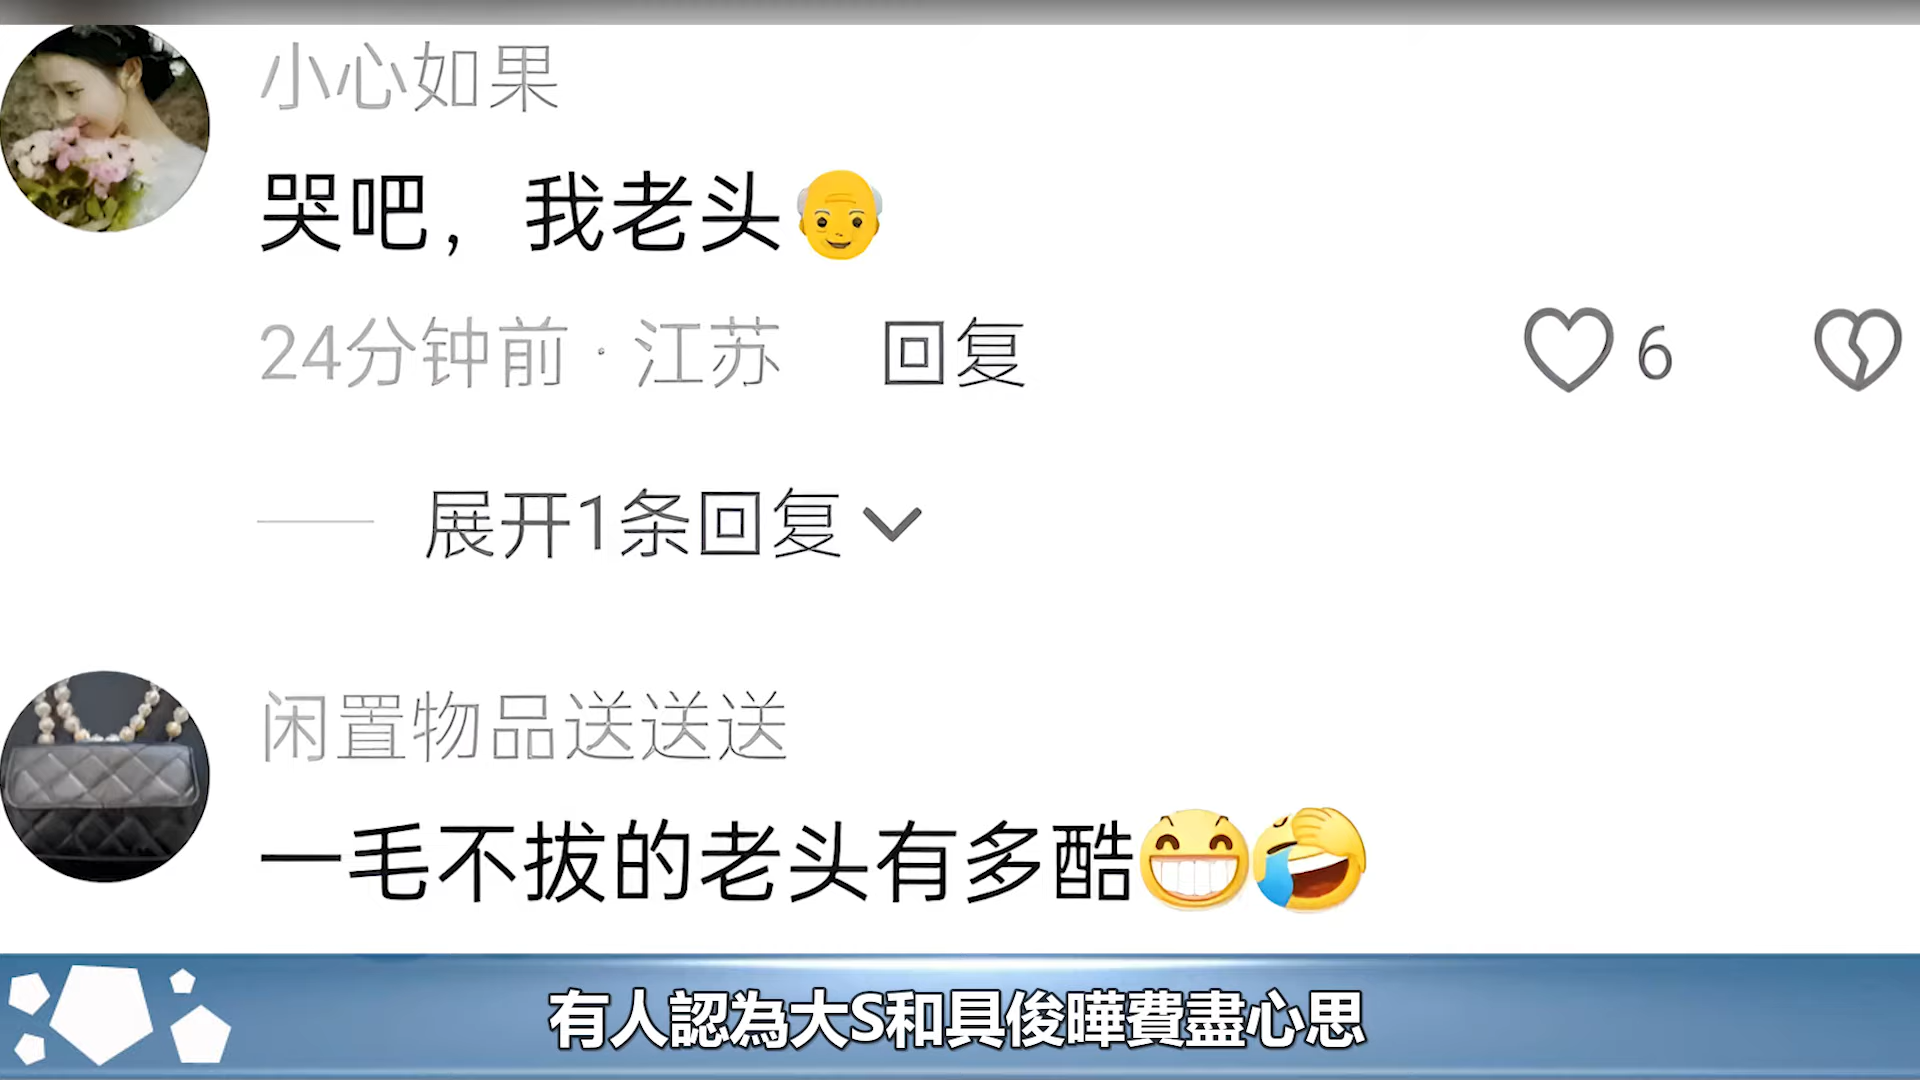 小心如果
哭吧，我老头👴
24分钟前·江苏 回复 6
展开1条回复
闲置物品送送送
一毛不拔的老头有多酷😁🤣
有人認為大S和具俊曄費盡心思